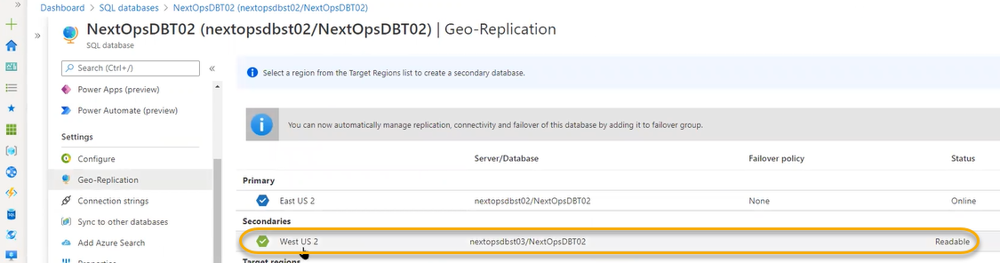 Dashboard > SQL databases > NextOpsDBT02 (nextopsdbst02/NextOpsDBT02)
NextOpsDBT02 (nextopsdbst02/NextOpsDBT02) | Geo-Replication
SQL database
Search (Ctrl+/)
Power Apps (preview)
Power Automate (preview)
Settings
Configure
Geo-Replication
Connection strings
Sync to other databases
Add Azure Search
Properties
Select a region from the Target Regions list to create a secondary database.
You can now automatically manage replication, connectivity and failover of this database by adding it to failover group.
Server/Database Failover policy Status
Primary
East US 2 nextopsdbst02/NextOpsDBT02 None Online
Secondaries
West US 2 nextopsdbst03/NextOpsDBT02 Readable
Target regions